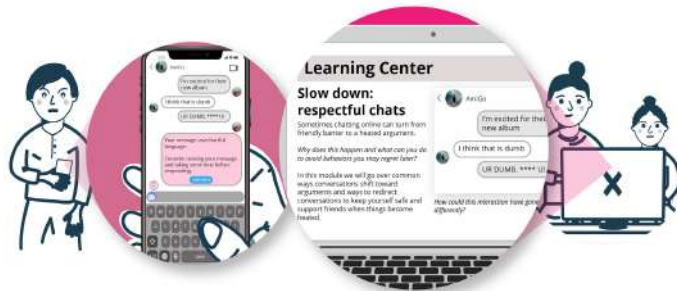 AmiGo
I'm excited for their
new album
I think that is dumb
UR DUMB. **** U!
Your message uses harmful
language.
Consider revising your message
and taking some time before
responding.
Learning Center
Slow down:
respectful chats
Sometimes chatting online can turn from
friendly banter to a heated argument.
Why does this happen and what can you do
to avoid behaviors you may regret later?
In this module we will go over common
ways conversations shift toward
arguments and ways to redirect
conversations to keep yourself safe and
support friends when things become
heated.
AmiGo
I'm excited for their
new album
I think that is dumb
UR DUMB. **** U!
How could this interaction have gone
differently?
X